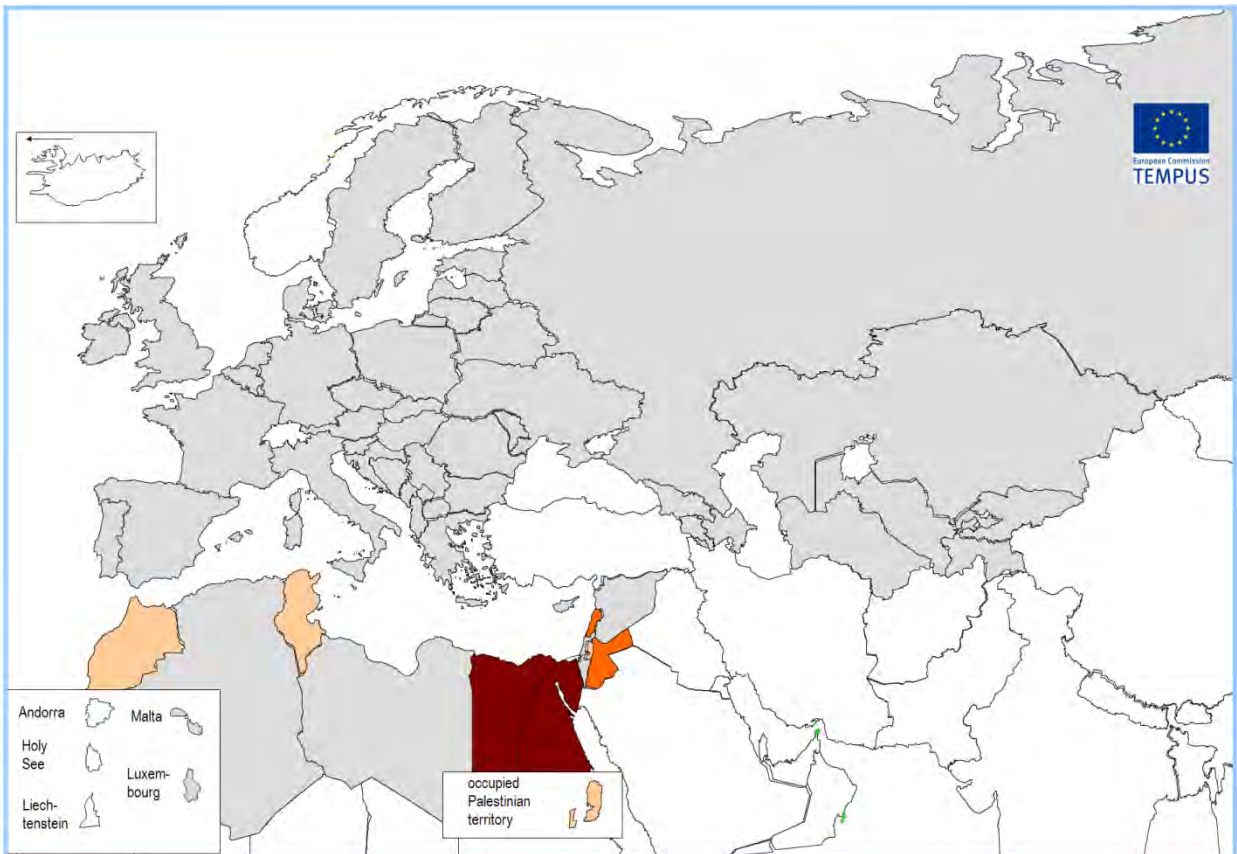 European Commission
TEMPUS
Andorra
Malta
Holy
See
Luxem-
bourg
Liech-
tenstein
occupied
Palestinian
territory